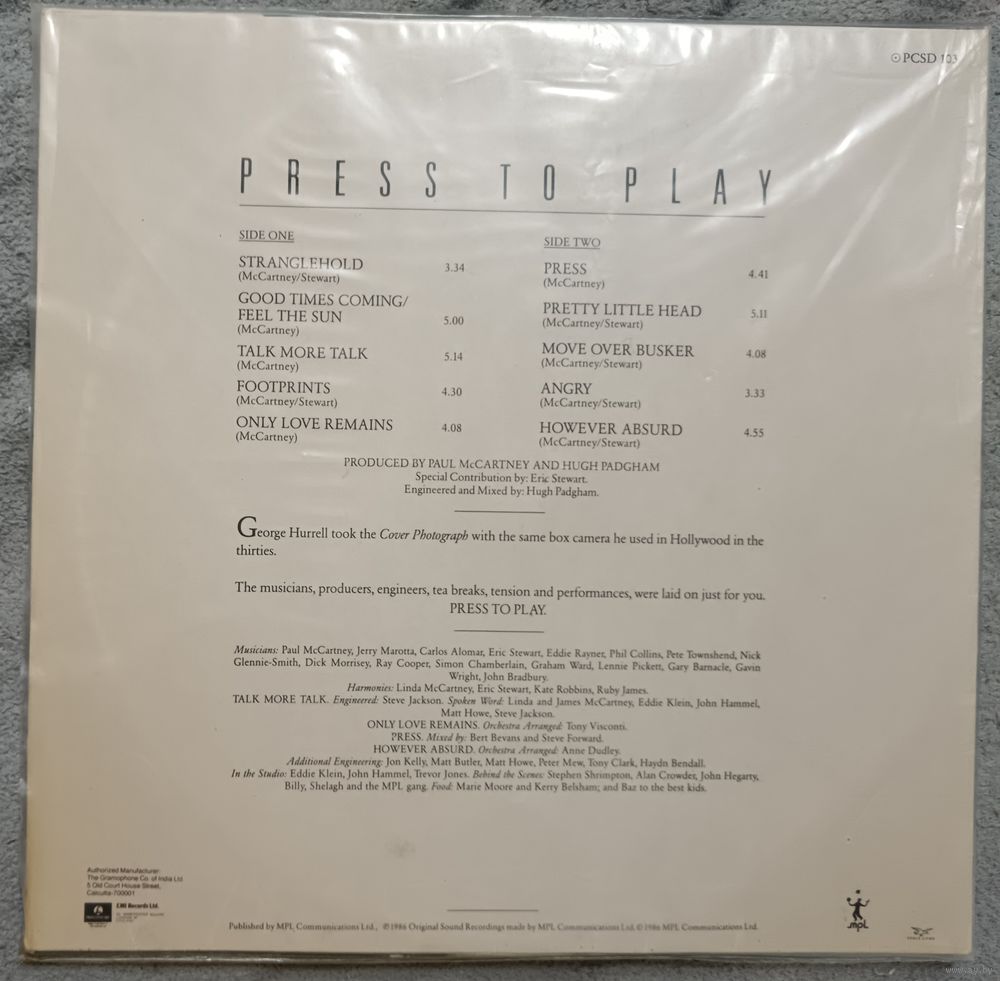 PCSD 103
PRESS TO PLAY
SIDE ONE
STRANGLEHOLD 3.34
(McCartney/Stewart)
GOOD TIMES COMING/
FEEL THE SUN 5.00
(McCartney)
TALK MORE TALK 5.14
(McCartney)
FOOTPRINTS 4.30
(McCartney/Stewart)
ONLY LOVE REMAINS 4.08
(McCartney)
SIDE TWO
PRESS 4.41
(McCartney)
PRETTY LITTLE HEAD 5.11
(McCartney/Stewart)
MOVE OVER BUSKER 4.08
(McCartney/Stewart)
ANGRY 3.33
(McCartney/Stewart)
HOWEVER ABSURD 4.55
(McCartney/Stewart)
PRODUCED BY PAUL McCARTNEY AND HUGH PADGHAM
Special Contribution by: Eric Stewart.
Engineered and Mixed by: Hugh Padgham.
George Hurrell took the Cover Photograph with the same box camera he used in Hollywood in the
thirties.
The musicians, producers, engineers, tea breaks, tension and performances, were laid on just for you.
PRESS TO PLAY.
Musicians: Paul McCartney, Jerry Marotta, Carlos Alomar, Eric Stewart, Eddie Rayner, Phil Collins, Pete Townshend, Nick
Glennie-Smith, Dick Morrisey, Ray Cooper, Simon Chamberlain, Graham Ward, Lennie Pickett, Gary Barnacle, Gavin
Wright, John Bradbury.
Harmonies: Linda McCartney, Eric Stewart, Kate Robbins, Ruby James.
TALK MORE TALK. Engineered: Steve Jackson. Spoken Word: Linda and James McCartney, Eddie Klein, John Hammel,
Matt Howe, Steve Jackson.
ONLY LOVE REMAINS. Orchestra Arranged: Tony Visconti.
PRESS. Mixed by: Bert Bevans and Steve Forward.
HOWEVER ABSURD. Orchestra Arranged: Anne Dudley.
Additional Engineering: Jon Kelly, Matt Butler, Matt Howe, Peter Mew, Tony Clark, Haydn Bendall.
In the Studio: Eddie Klein, John Hammel, Trevor Jones. Behind the Scenes: Stephen Shrimpton, Alan Crowder, John Hegarty,
Billy, Shelagh and the MPL gang. Food: Marie Moore and Kerry Belsham; and Baz to the best kids.
Authorized Manufacturer:
The Gramophone Co. of India Ltd
5 Old Court House Street,
Calcutta-700001
EMI Records Ltd.
MPL
Published by MPL Communications Ltd., ℗ 1986 Original Sound Recordings made by MPL Communications Ltd. © 1986 MPL Communications Ltd.
www.ay.by